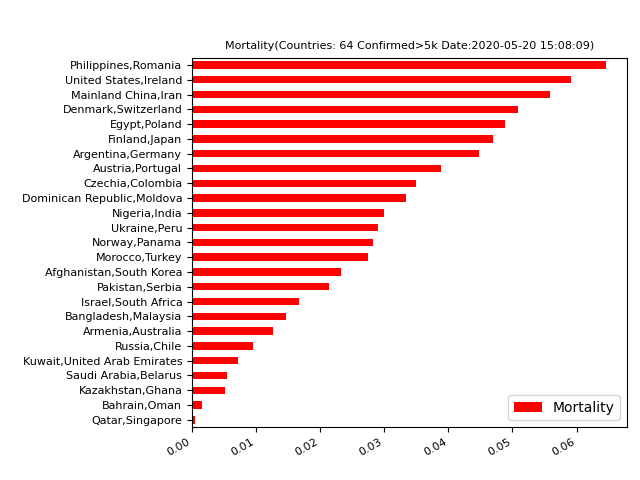 Mortality(Countries: 64 Confirmed>5k Date:2020-05-20 15:08:09)
Philippines,Romania
United States,Ireland
Mainland China,Iran
Denmark,Switzerland
Egypt,Poland
Finland,Japan
Argentina,Germany
Austria,Portugal
Czechia,Colombia
Dominican Republic,Moldova
Nigeria,India
Ukraine,Peru
Norway,Panama
Morocco,Turkey
Afghanistan,South Korea
Pakistan,Serbia
Israel,South Africa
Bangladesh,Malaysia
Armenia,Australia
Russia,Chile
Kuwait,United Arab Emirates
Saudi Arabia,Belarus
Kazakhstan,Ghana
Bahrain,Oman
Qatar,Singapore
Mortality
0.00 0.01 0.02 0.03 0.04 0.05 0.06